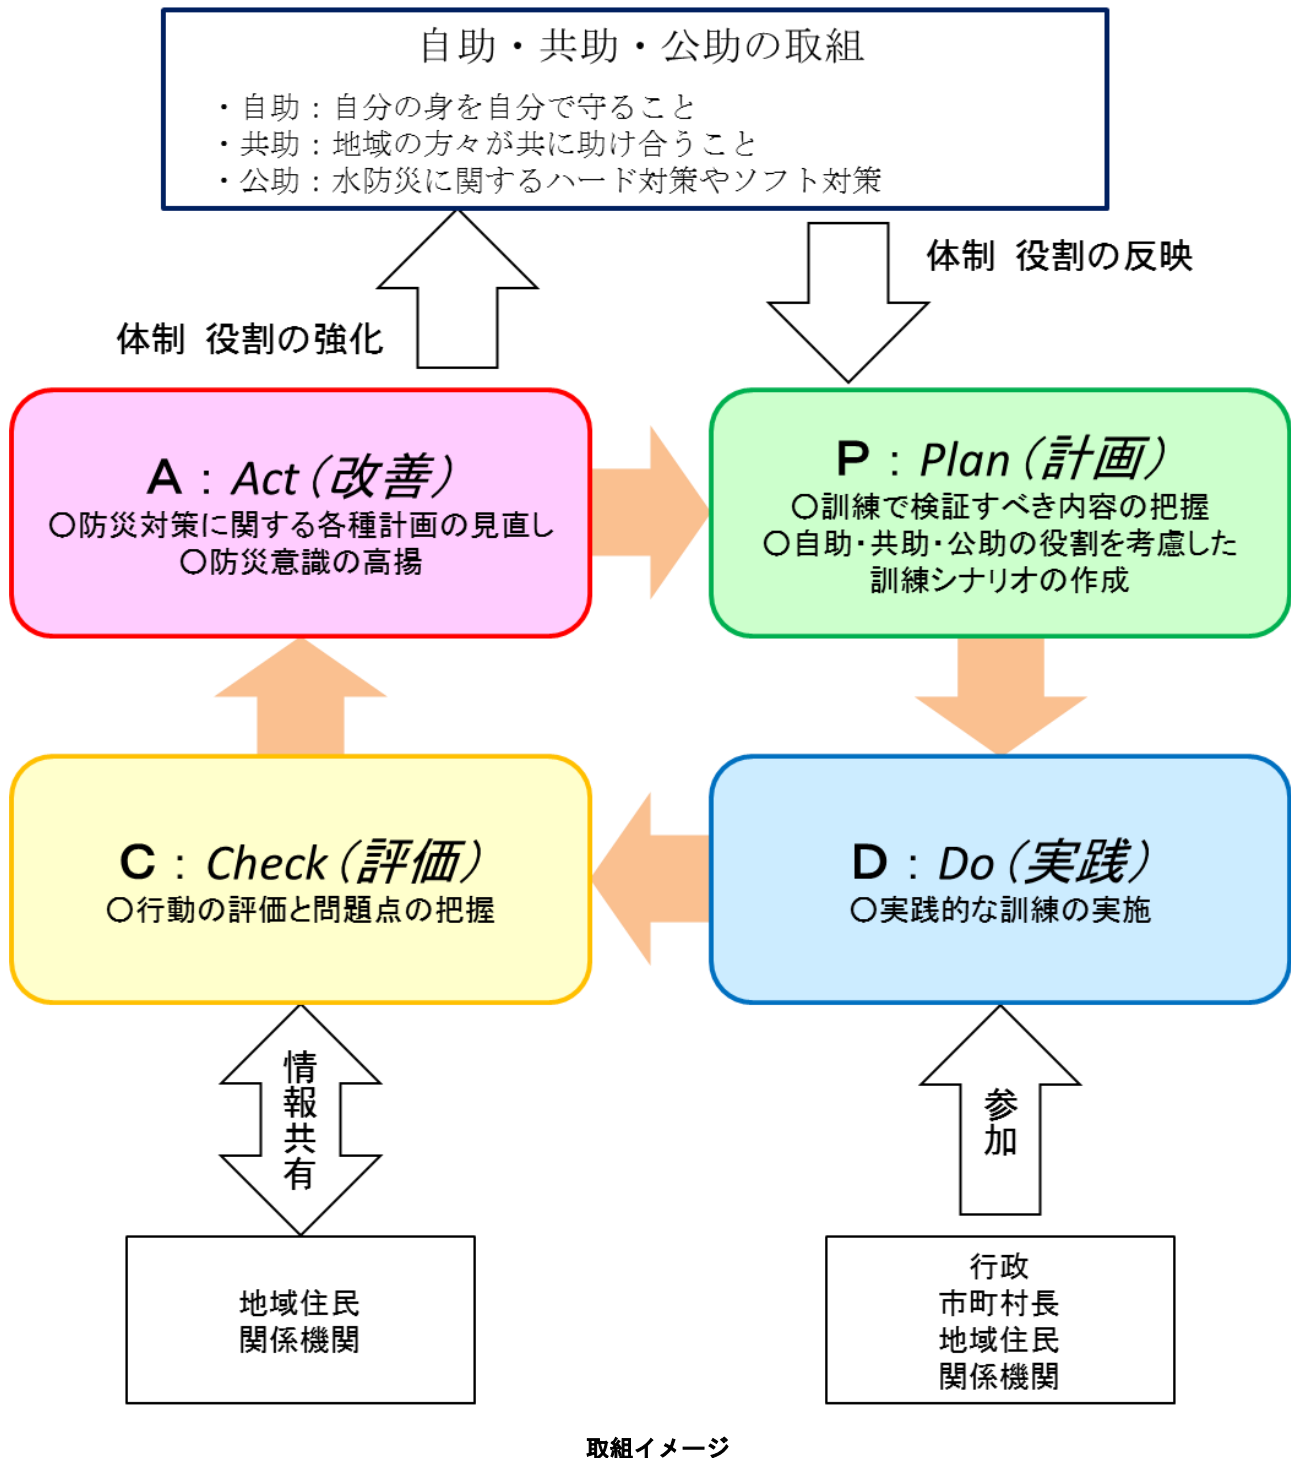 自助・共助・公助の取組
・自助：自分の身を自分で守ること
・共助：地域の方々が共に助け合うこと
・公助：水防災に関するハード対策やソフト対策
体制 役割の反映
体制 役割の強化
A：Act（改善）
○防災対策に関する各種計画の見直し
○防災意識の高揚
P：Plan（計画）
○訓練で検証すべき内容の把握
○自助・共助・公助の役割を考慮した
訓練シナリオの作成
C：Check（評価）
○行動の評価と問題点の把握
D：Do（実践）
○実践的な訓練の実施
情報共有
参加
地域住民
関係機関
行政
市町村長
地域住民
関係機関
取組イメージ